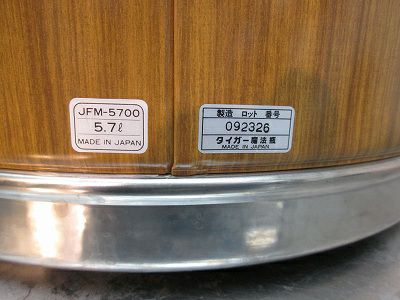 JFM-5700
5.7ℓ
MADE IN JAPAN
製造 ロット 番号
092326
タイガー魔法瓶
MADE IN JAPAN